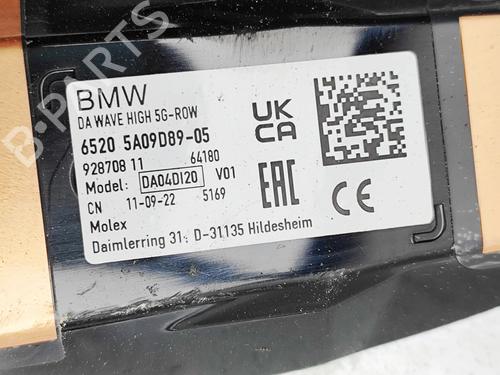 BMW
DA WAVE HIGH 5G-ROW
6520 5A09D89-05
928708 11 64180
Model: DA04DI20 V01
CN 11-09-22 5169
Molex
Daimlerring 31, D-31135 Hildesheim
UK
CA
EAC
CE
B-PARTS